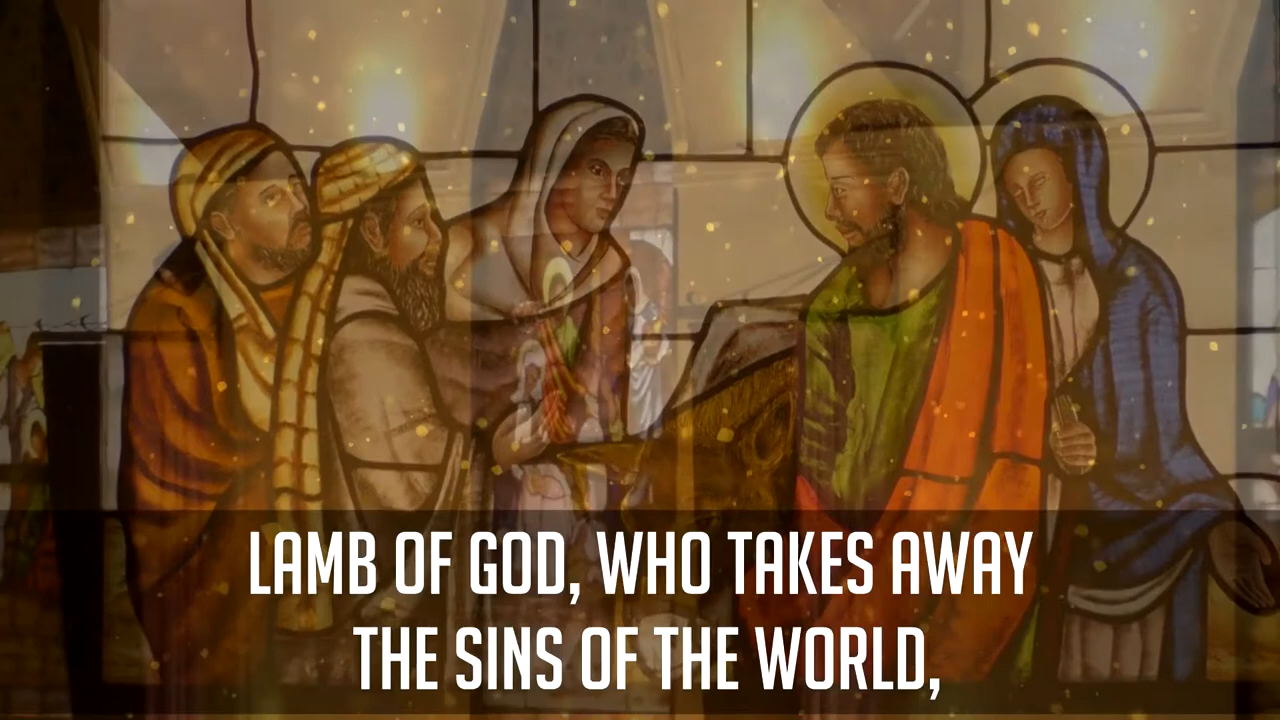 LAMB OF GOD, WHO TAKES AWAY
THE SINS OF THE WORLD,